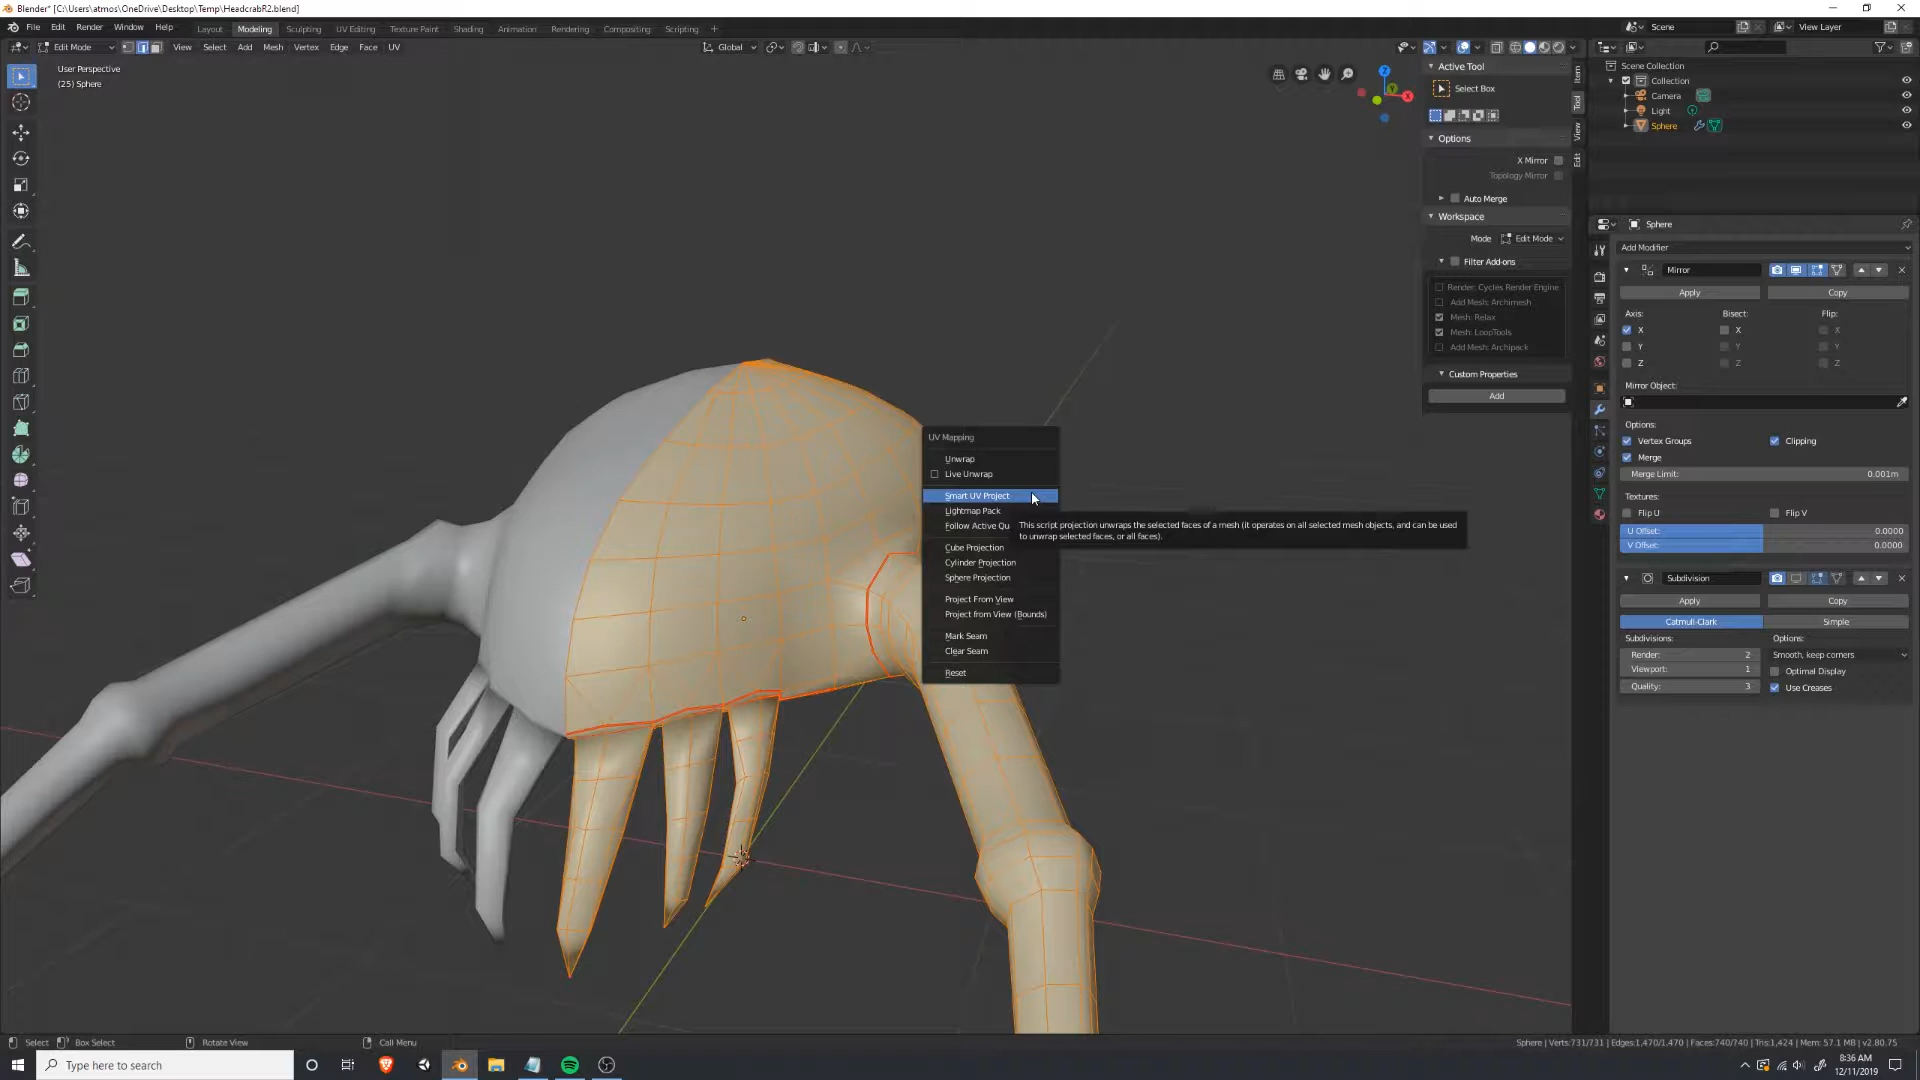 Blender* [C:\Users\atmos\OneDrive\Desktop\Temp\HeadcrabR2.blend]
File Edit Render Window Help Layout Modeling Sculpting UV Editing Texture Paint Shading Animation Rendering Compositing Scripting + Scene View Layer
Edit Mode View Select Add Mesh Vertex Edge Face UV Global
User Perspective
(25) Sphere
Active Tool
Select Box
Options
X Mirror
Topology Mirror
Auto Merge
Workspace
Mode Edit Mode
Filter Add-ons
Render: Cycles Render Engine
Add Mesh: Archimesh
Mesh: Relax
Mesh: LoopTools
Add Mesh: Archipack
Custom Properties
Add
Item
Tool
View
Edit
Scene Collection
Collection
Camera
Light
Sphere
Sphere
Add Modifier
Mirror
Apply Copy
Axis: Bisect: Flip:
X X X
Y Y Y
Z Z Z
Mirror Object:
Options:
Vertex Groups Clipping
Merge
Merge Limit: 0.001m
Textures:
Flip U Flip V
U Offset: 0.0000
V Offset: 0.0000
Subdivision
Apply Copy
Catmull-Clark Simple
Subdivisions: Options:
Render: 2 Smooth, keep corners
Viewport: 1 Optimal Display
Quality: 3 Use Creases
UV Mapping
Unwrap
Live Unwrap
Smart UV Project
Lightmap Pack
Follow Active Qu
This script projection unwraps the selected faces of a mesh (it operates on all selected mesh objects, and can be used
to unwrap selected faces, or all faces).
Cube Projection
Cylinder Projection
Sphere Projection
Project From View
Project from View (Bounds)
Mark Seam
Clear Seam
Reset
Z
Y
X
Select Box Select Rotate View Call Menu
Sphere | Verts:731/731 | Edges:1,470/1,470 | Faces:740/740 | Tris:1,424 | Mem: 57.1 MB | v2.80.75
Type here to search
8:36 AM
12/11/2019